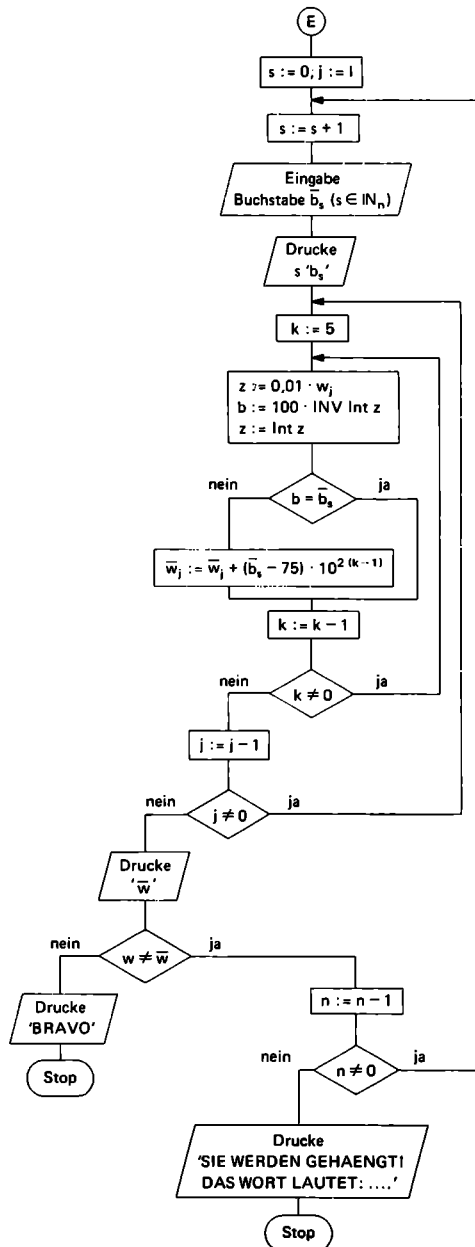 E
s := 0; j := l
s := s + 1
Eingabe
Buchstabe b̄ₛ (s ∈ INₙ)
Drucke
s 'bₛ'
k := 5
z := 0,01 · wⱼ
b := 100 · INV Int z
z := Int z
nein
b = b̄ₛ
ja
w̄ⱼ := w̄ⱼ + (b̄ₛ − 75) · 10² ⁽ᵏ⁻¹⁾
k := k − 1
nein
k ≠ 0
ja
j := j − 1
nein
j ≠ 0
ja
Drucke
'w̄'
nein
w ≠ w̄
ja
Drucke
'BRAVO'
n := n − 1
Stop
nein
n ≠ 0
ja
Drucke
'SIE WERDEN GEHAENGT!
DAS WORT LAUTET: ....'
Stop